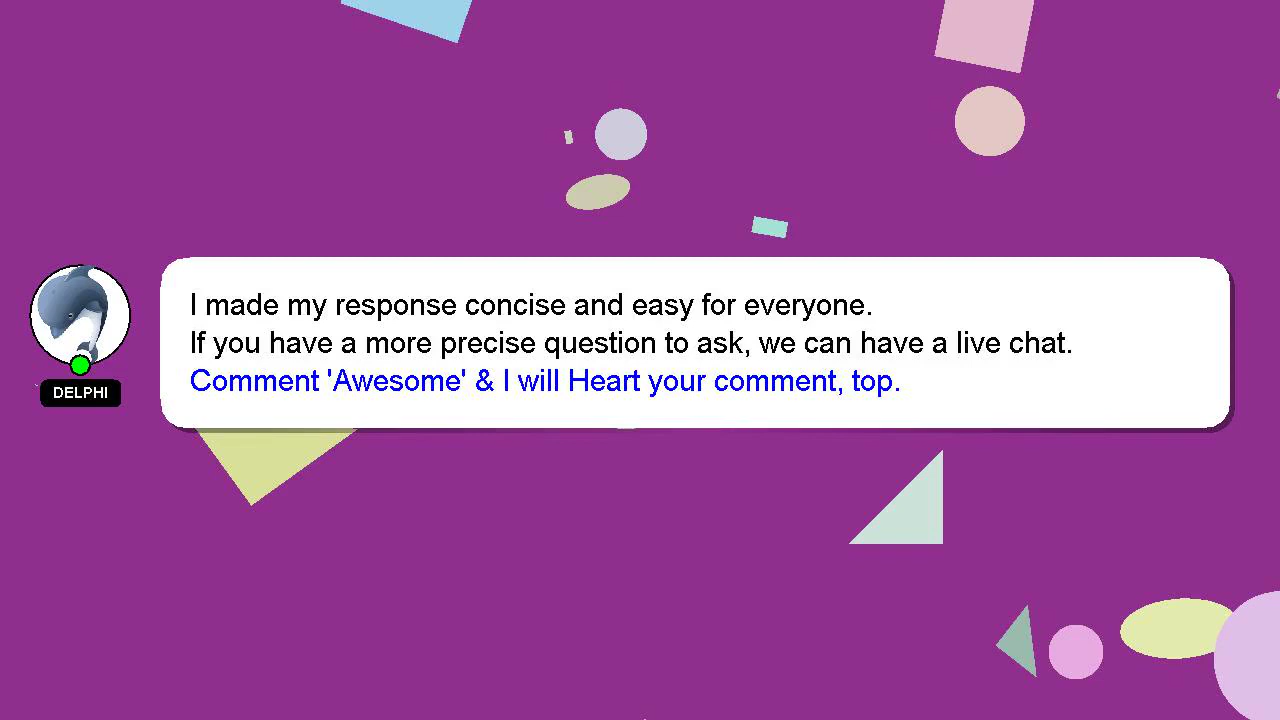 I made my response concise and easy for everyone.
If you have a more precise question to ask, we can have a live chat.
Comment 'Awesome' & I will Heart your comment, top.
DELPHI